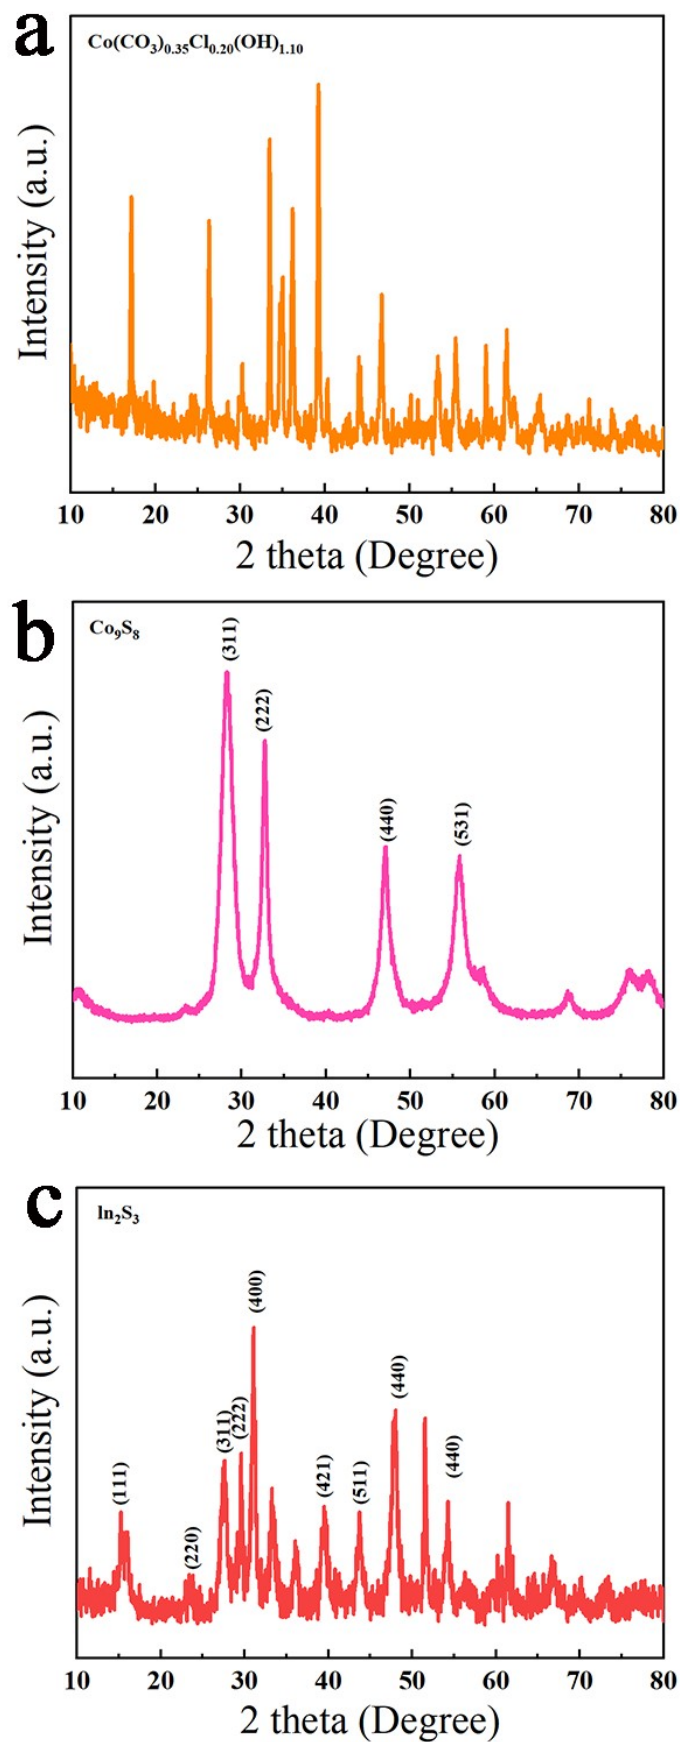 a
Co(CO3)0.35Cl0.20(OH)1.10
Intensity (a.u.)
10 20 30 40 50 60 70 80
2 theta (Degree)
b
Co9S8
(311)
(222)
(440)
(531)
Intensity (a.u.)
10 20 30 40 50 60 70 80
2 theta (Degree)
c
In2S3
(111)
(220)
(311)
(222)
(400)
(421)
(511)
(440)
(440)
Intensity (a.u.)
10 20 30 40 50 60 70 80
2 theta (Degree)